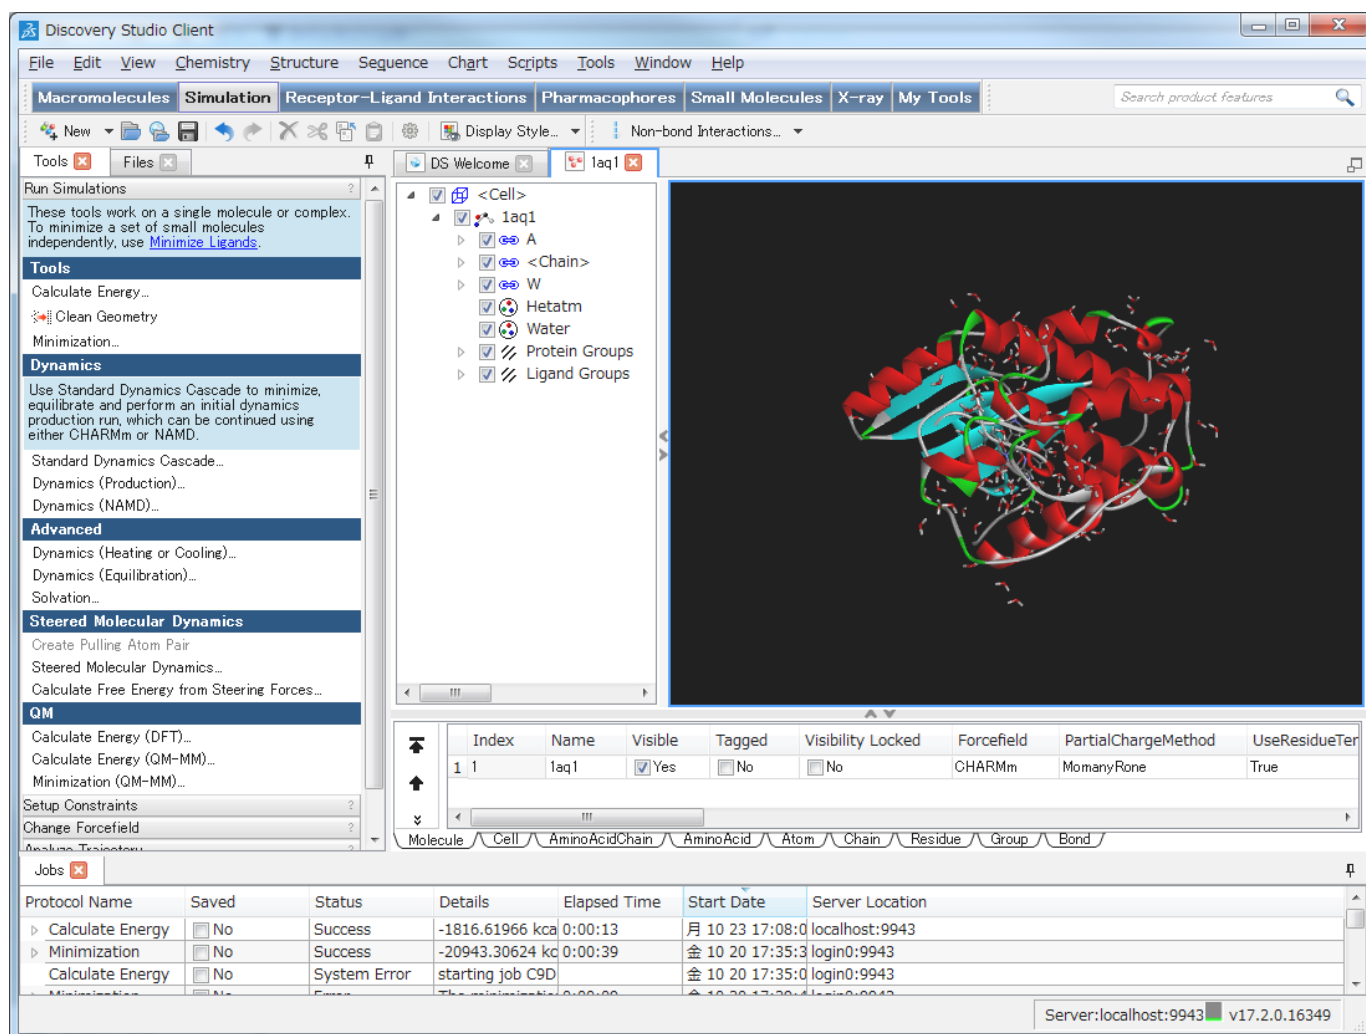 Discovery Studio Client
File Edit View Chemistry Structure Sequence Chart Scripts Tools Window Help
Macromolecules Simulation Receptor-Ligand Interactions Pharmacophores Small Molecules X-ray My Tools Search product features
New Display Style... Non-bond Interactions...
Tools Files
DS Welcome 1aq1
Run Simulations ?
These tools work on a single molecule or complex.
To minimize a set of small molecules
independently, use Minimize Ligands.
Tools
Calculate Energy...
Clean Geometry
Minimization...
Dynamics
Use Standard Dynamics Cascade to minimize,
equilibrate and perform an initial dynamics
production run, which can be continued using
either CHARMm or NAMD.
Standard Dynamics Cascade...
Dynamics (Production)...
Dynamics (NAMD)...
Advanced
Dynamics (Heating or Cooling)...
Dynamics (Equilibration)...
Solvation...
Steered Molecular Dynamics
Create Pulling Atom Pair
Steered Molecular Dynamics...
Calculate Free Energy from Steering Forces...
QM
Calculate Energy (DFT)...
Calculate Energy (QM-MM)...
Minimization (QM-MM)...
Setup Constraints ?
Change Forcefield ?
Analyze Trajectory
<Cell>
1aq1
A
<Chain>
W
Hetatm
Water
Protein Groups
Ligand Groups
Index Name Visible Tagged Visibility Locked Forcefield PartialChargeMethod UseResidueTer
1 1 1aq1 Yes No No CHARMm MomanyRone True
Molecule Cell AminoAcidChain AminoAcid Atom Chain Residue Group Bond
Jobs
Protocol Name Saved Status Details Elapsed Time Start Date Server Location
Calculate Energy No Success -1816.61966 kca 0:00:13 月 10 23 17:08:0 localhost:9943
Minimization No Success -20943.30624 kc 0:00:39 金 10 20 17:35:3 login0:9943
Calculate Energy No System Error starting job C9D 金 10 20 17:35:0 login0:9943
Minimization No Error The minimizatio
Server:localhost:9943 v17.2.0.16349